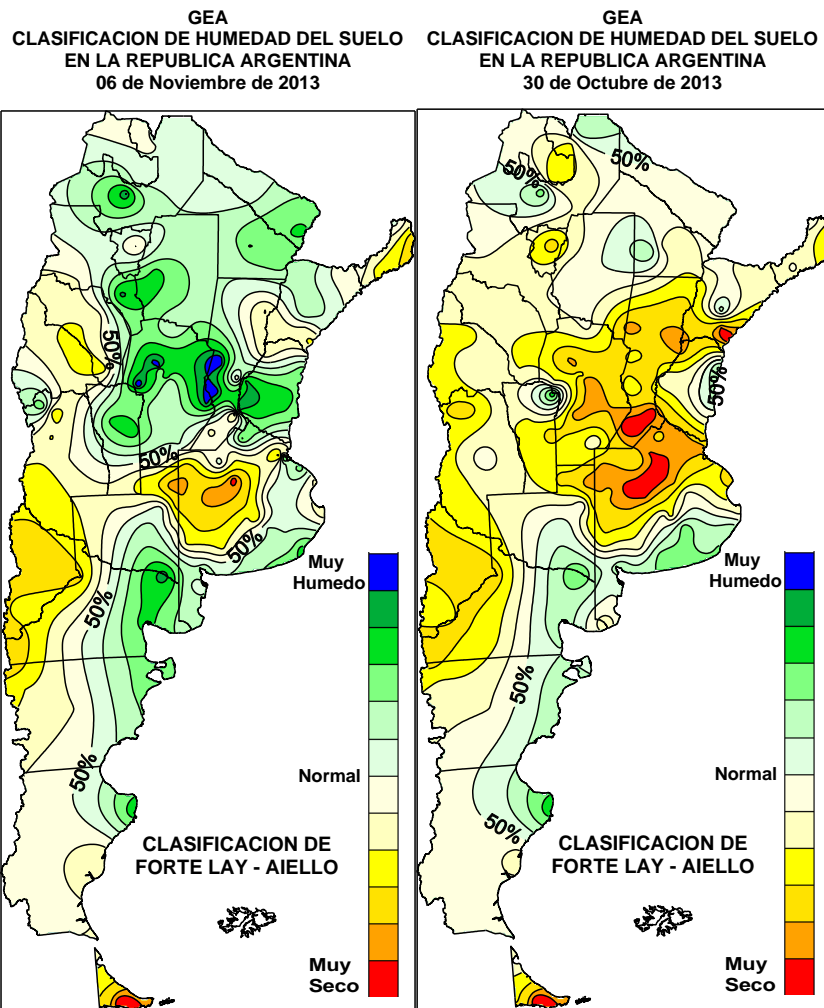 GEA
CLASIFICACION DE HUMEDAD DEL SUELO
EN LA REPUBLICA ARGENTINA
06 de Noviembre de 2013
50%
50%
50%
50%
50%
Muy
Humedo
Normal
CLASIFICACION DE
FORTE LAY - AIELLO
Muy
Seco
GEA
CLASIFICACION DE HUMEDAD DEL SUELO
EN LA REPUBLICA ARGENTINA
30 de Octubre de 2013
50%
50%
50%
50%
50%
Muy
Humedo
Normal
CLASIFICACION DE
FORTE LAY - AIELLO
Muy
Seco